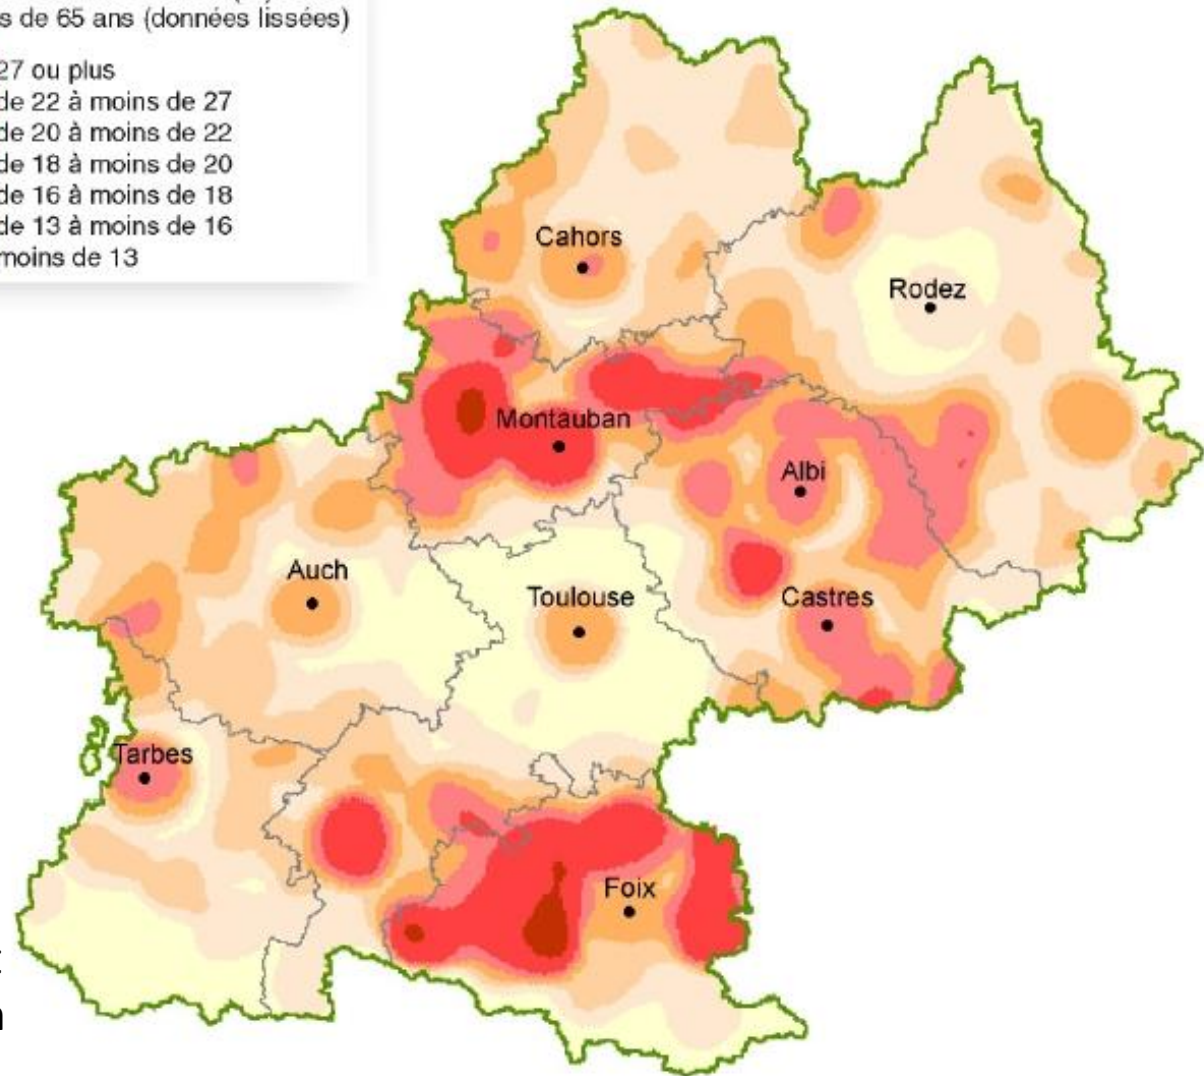 s de 65 ans (données lissées)
27 ou plus
de 22 à moins de 27
de 20 à moins de 22
de 18 à moins de 20
de 16 à moins de 18
de 13 à moins de 16
moins de 13
Cahors
Rodez
Montauban
Albi
Auch
Toulouse
Castres
Tarbes
Foix